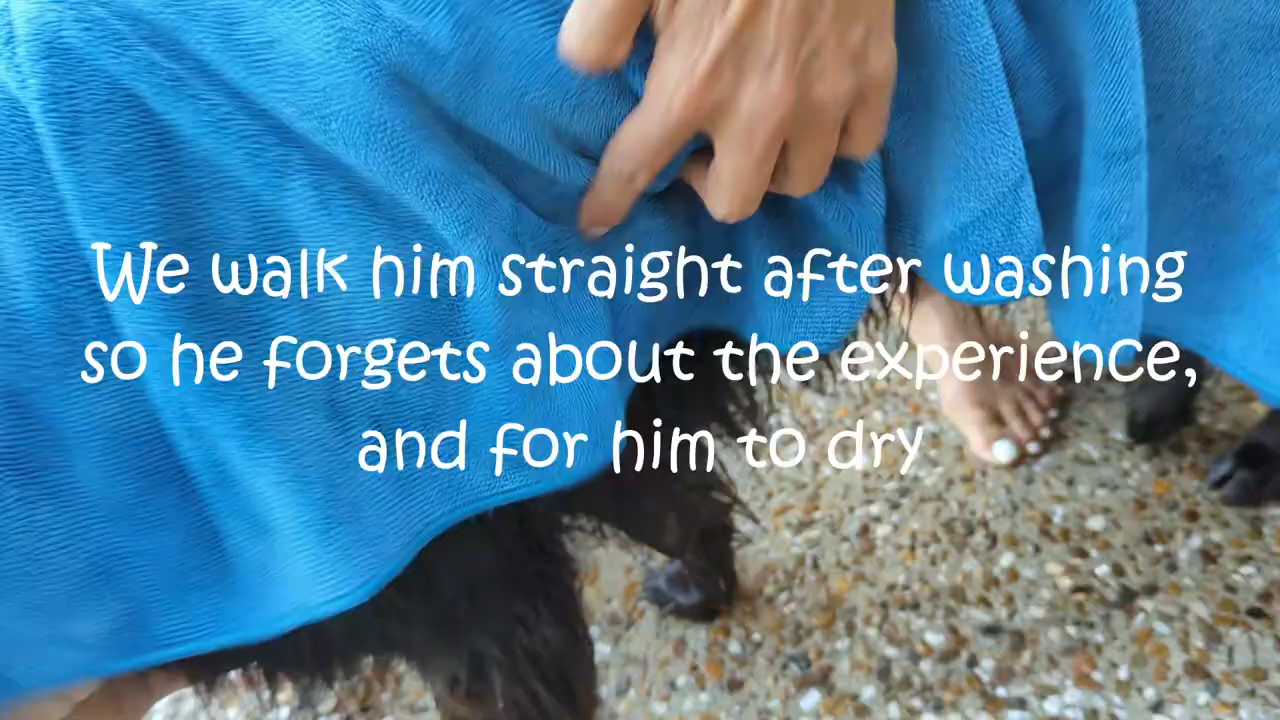 We walk him straight after washing
so he forgets about the experience,
and for him to dry